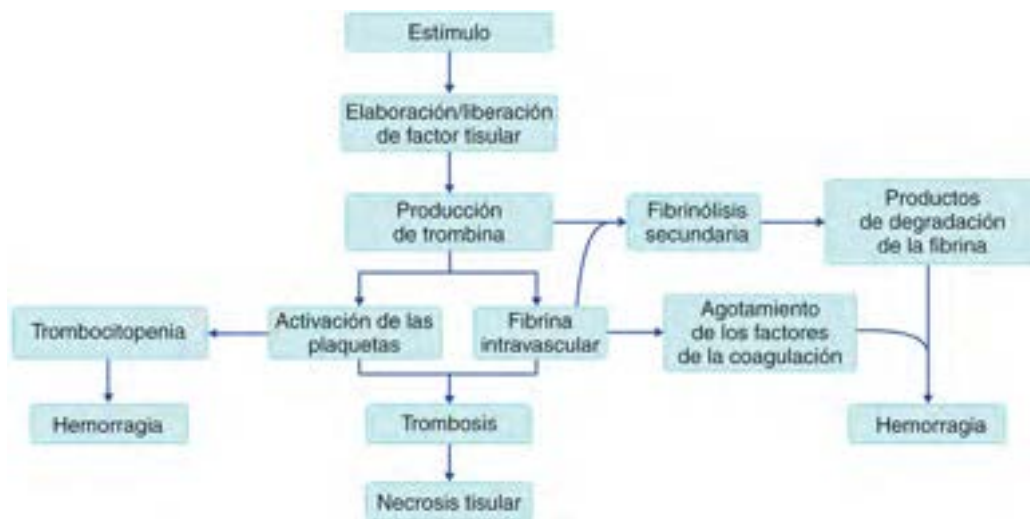 Estímulo
Elaboración/liberación
de factor tisular
Producción
de trombina
Fibrinólisis
secundaria
Productos
de degradación
de la fibrina
Trombocitopenia
Activación de las
plaquetas
Fibrina
intravascular
Agotamiento
de los factores
de la coagulación
Hemorragia
Trombosis
Hemorragia
Necrosis tisular